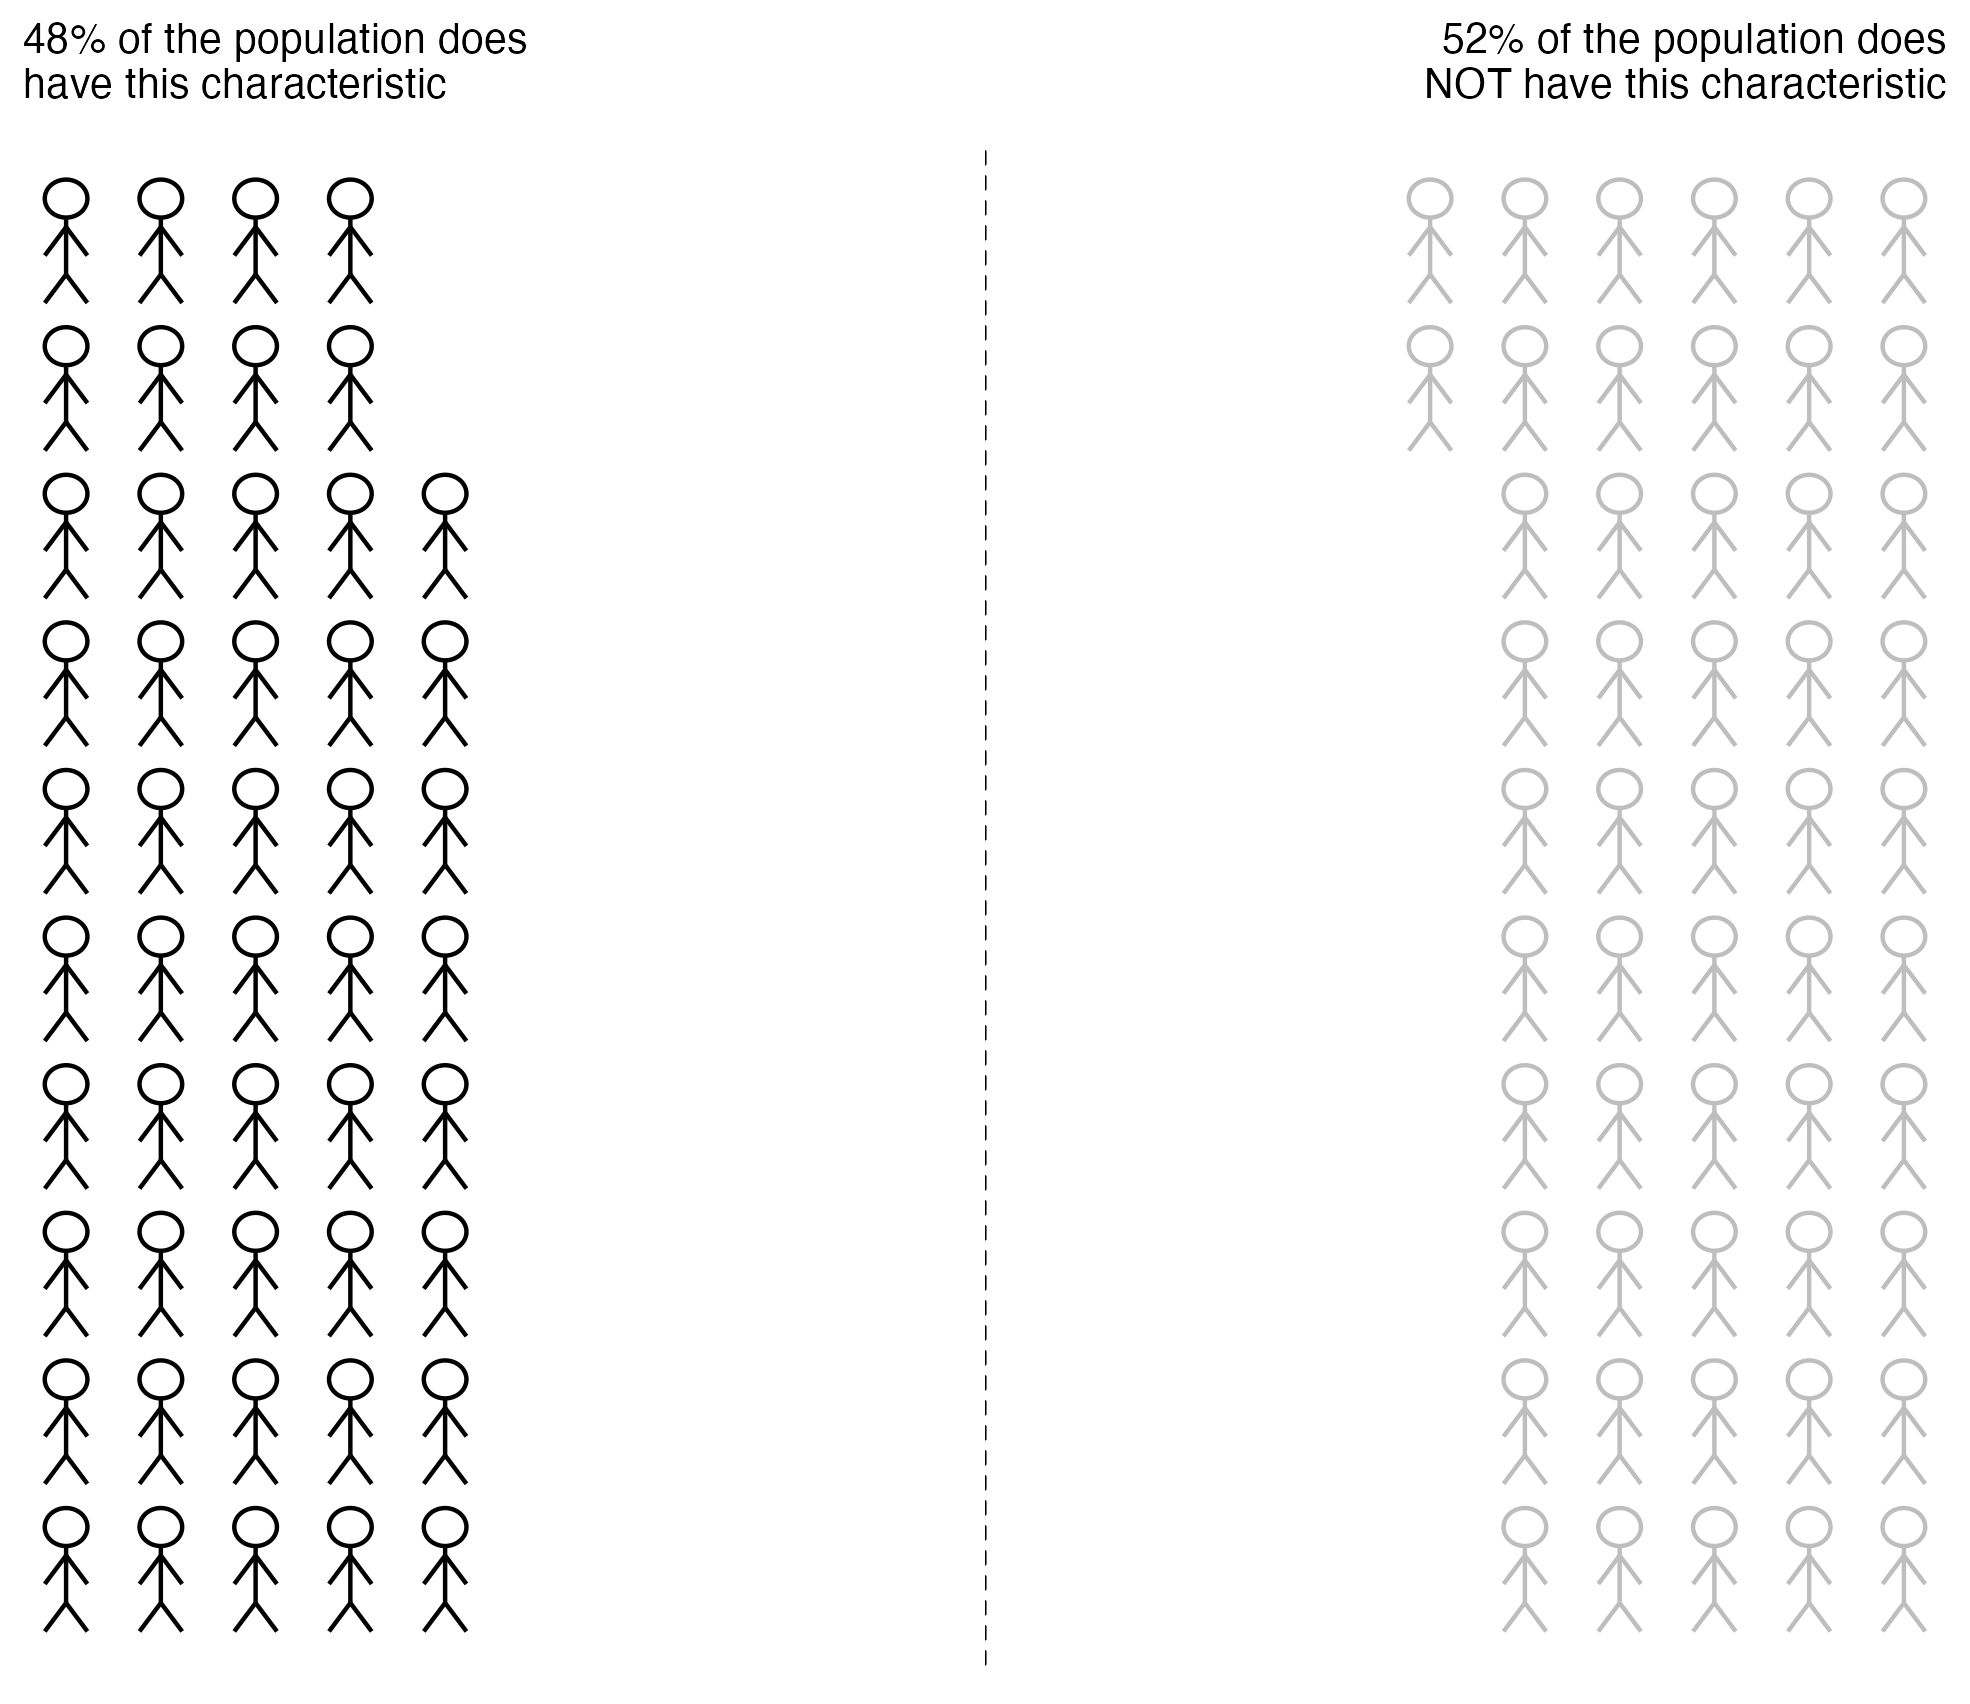 48% of the population does
have this characteristic
52% of the population does
NOT have this characteristic